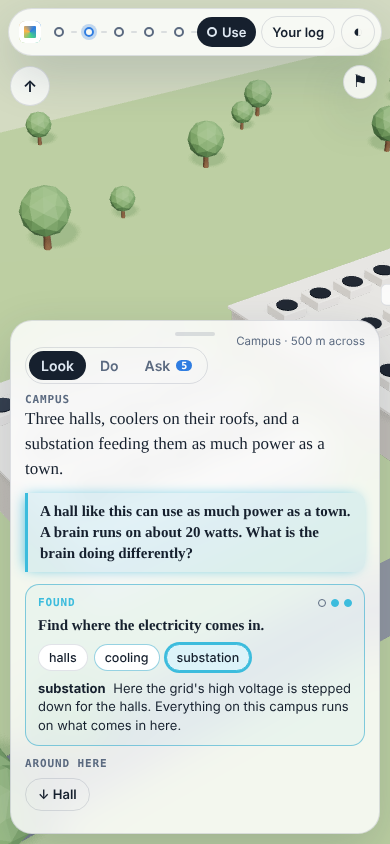 Use
Your log
Campus · 500 m across
Look
Do
Ask 5
CAMPUS
Three halls, coolers on their roofs, and a
substation feeding them as much power as a
town.
A hall like this can use as much power as a town.
A brain runs on about 20 watts. What is the
brain doing differently?
FOUND
Find where the electricity comes in.
halls
cooling
substation
substation Here the grid's high voltage is stepped
down for the halls. Everything on this campus runs
on what comes in here.
AROUND HERE
↓ Hall